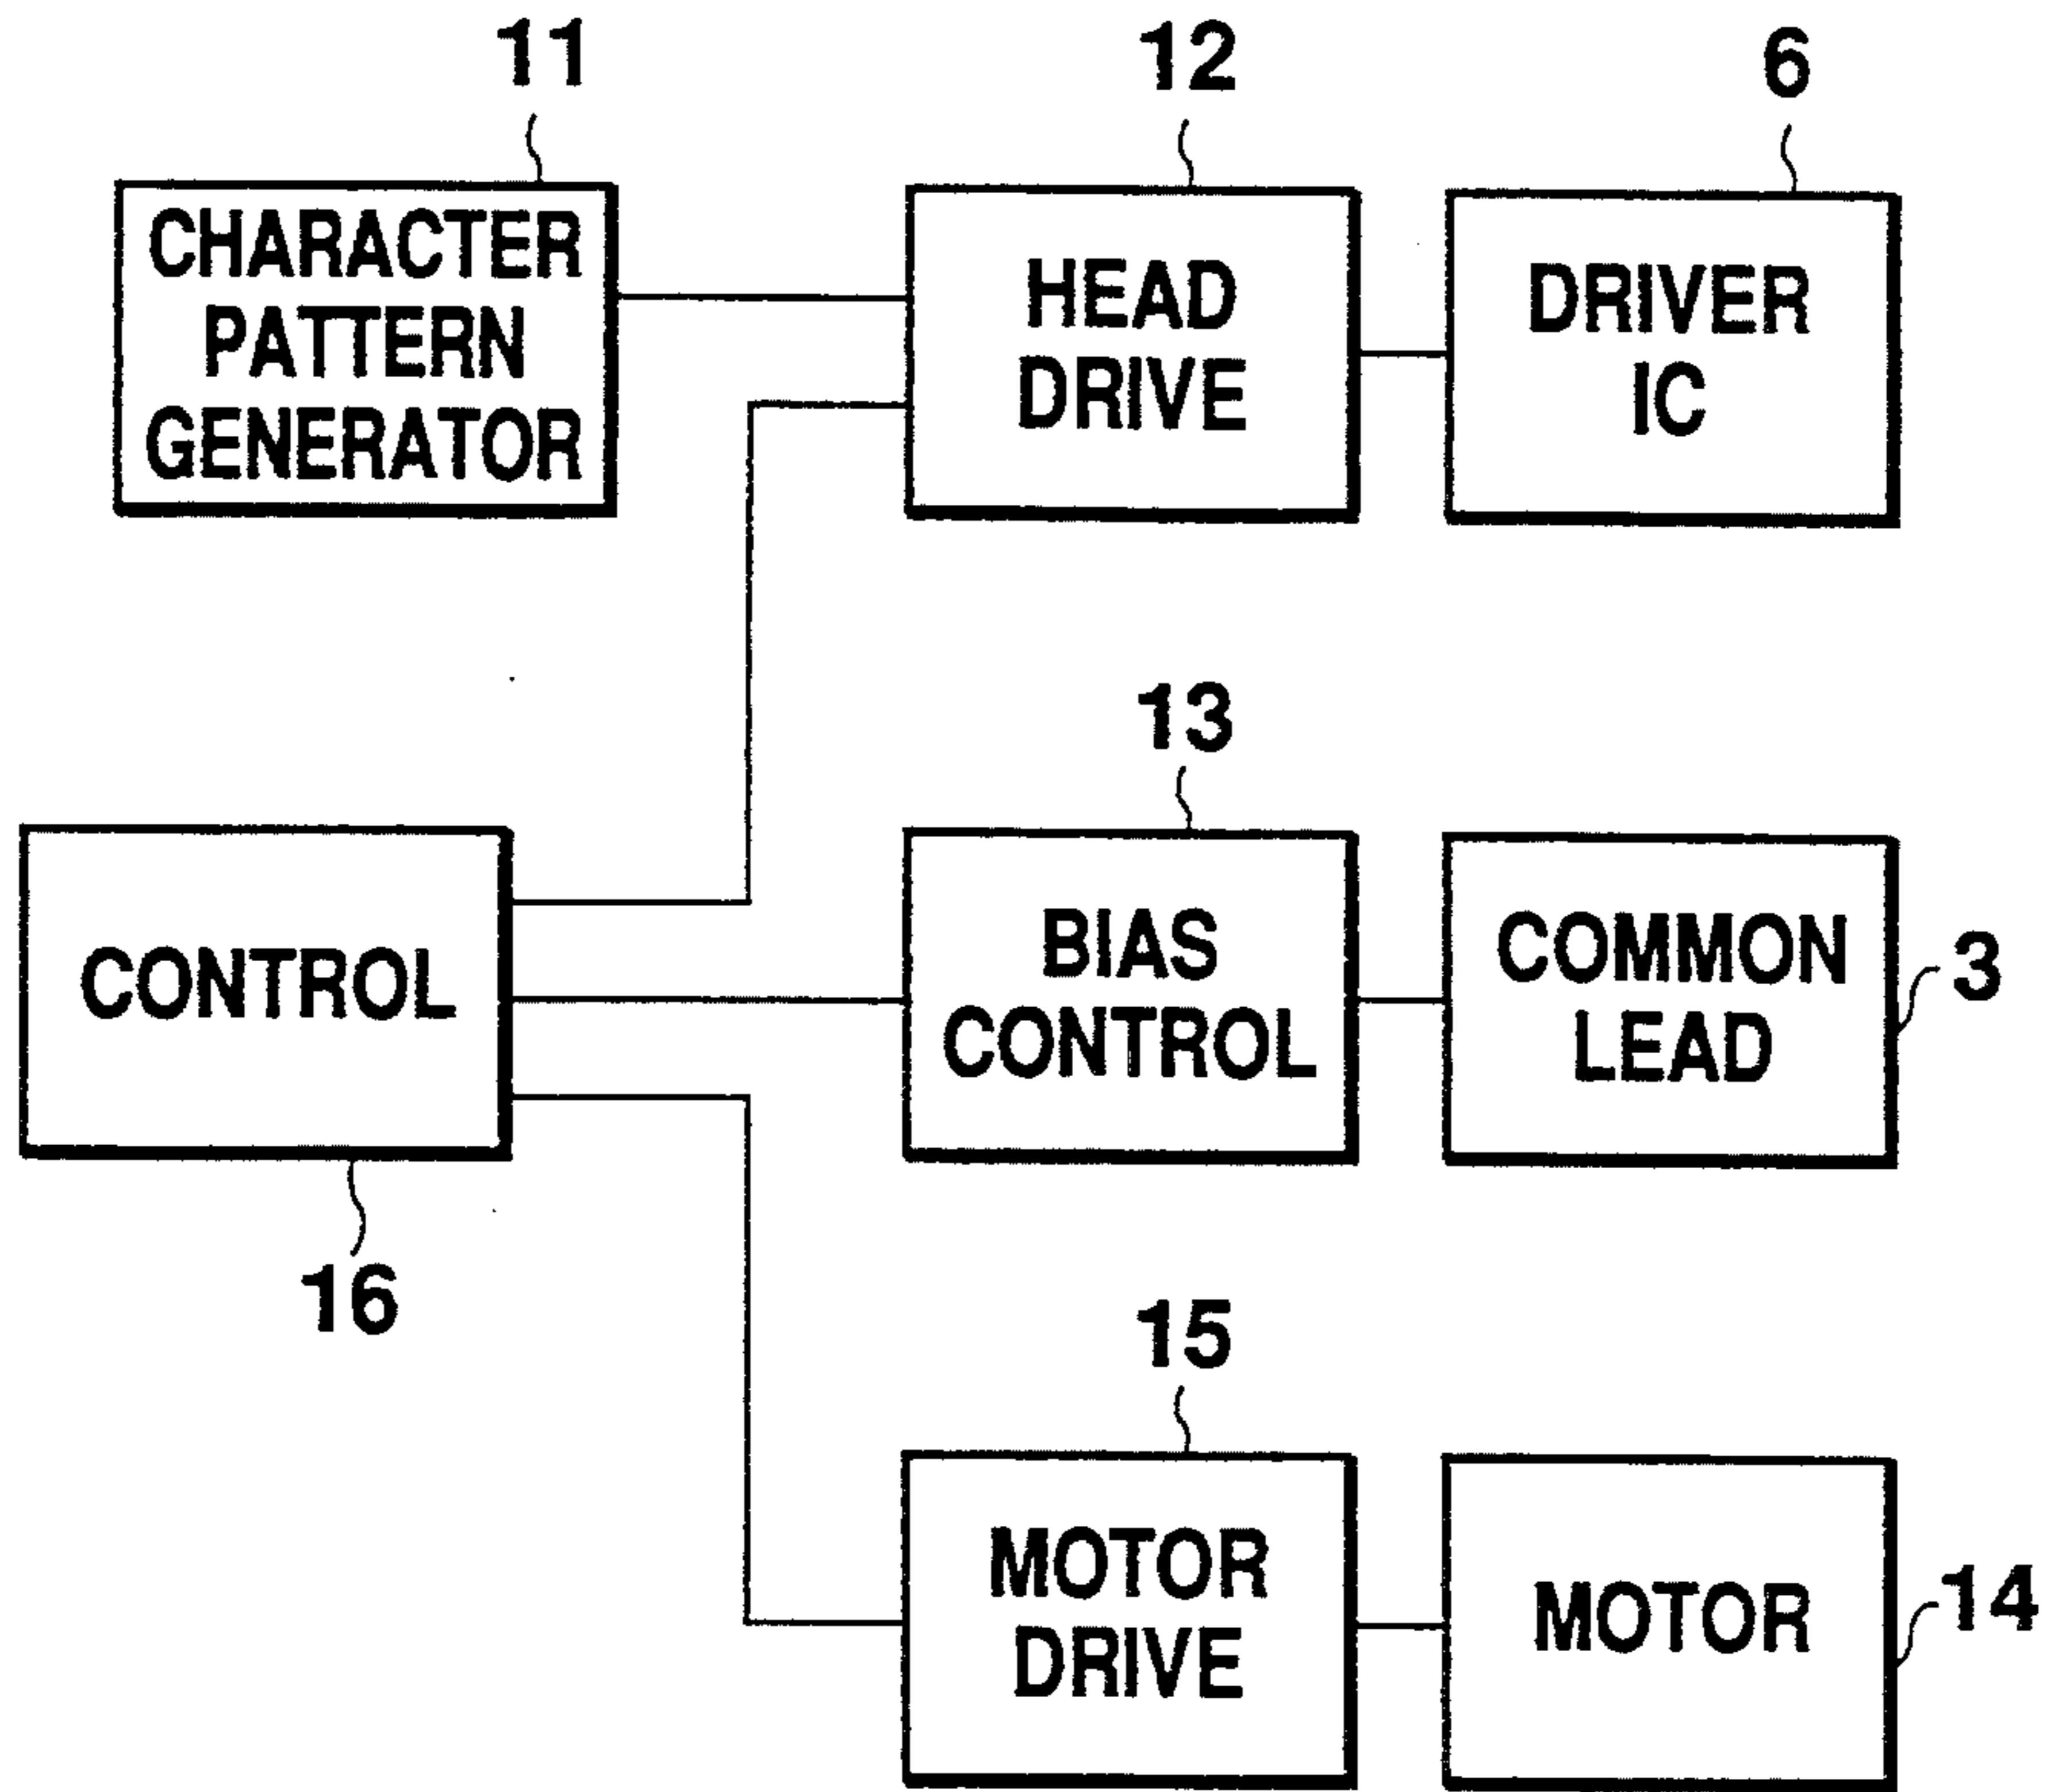 11
12
6
CHARACTER
PATTERN
GENERATOR
HEAD
DRIVE
DRIVER
IC
13
CONTROL
BIAS
CONTROL
COMMON
LEAD
3
16
15
MOTOR
DRIVE
MOTOR
14